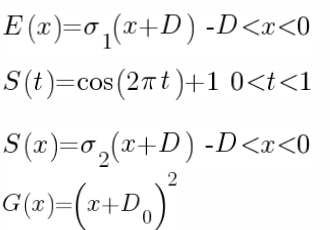 E(x)=σ₁(x+D) -D<x<0
S(t)=cos(2πt)+1 0<t<1
S(x)=σ₂(x+D) -D<x<0
G(x)=(x+D₀)²